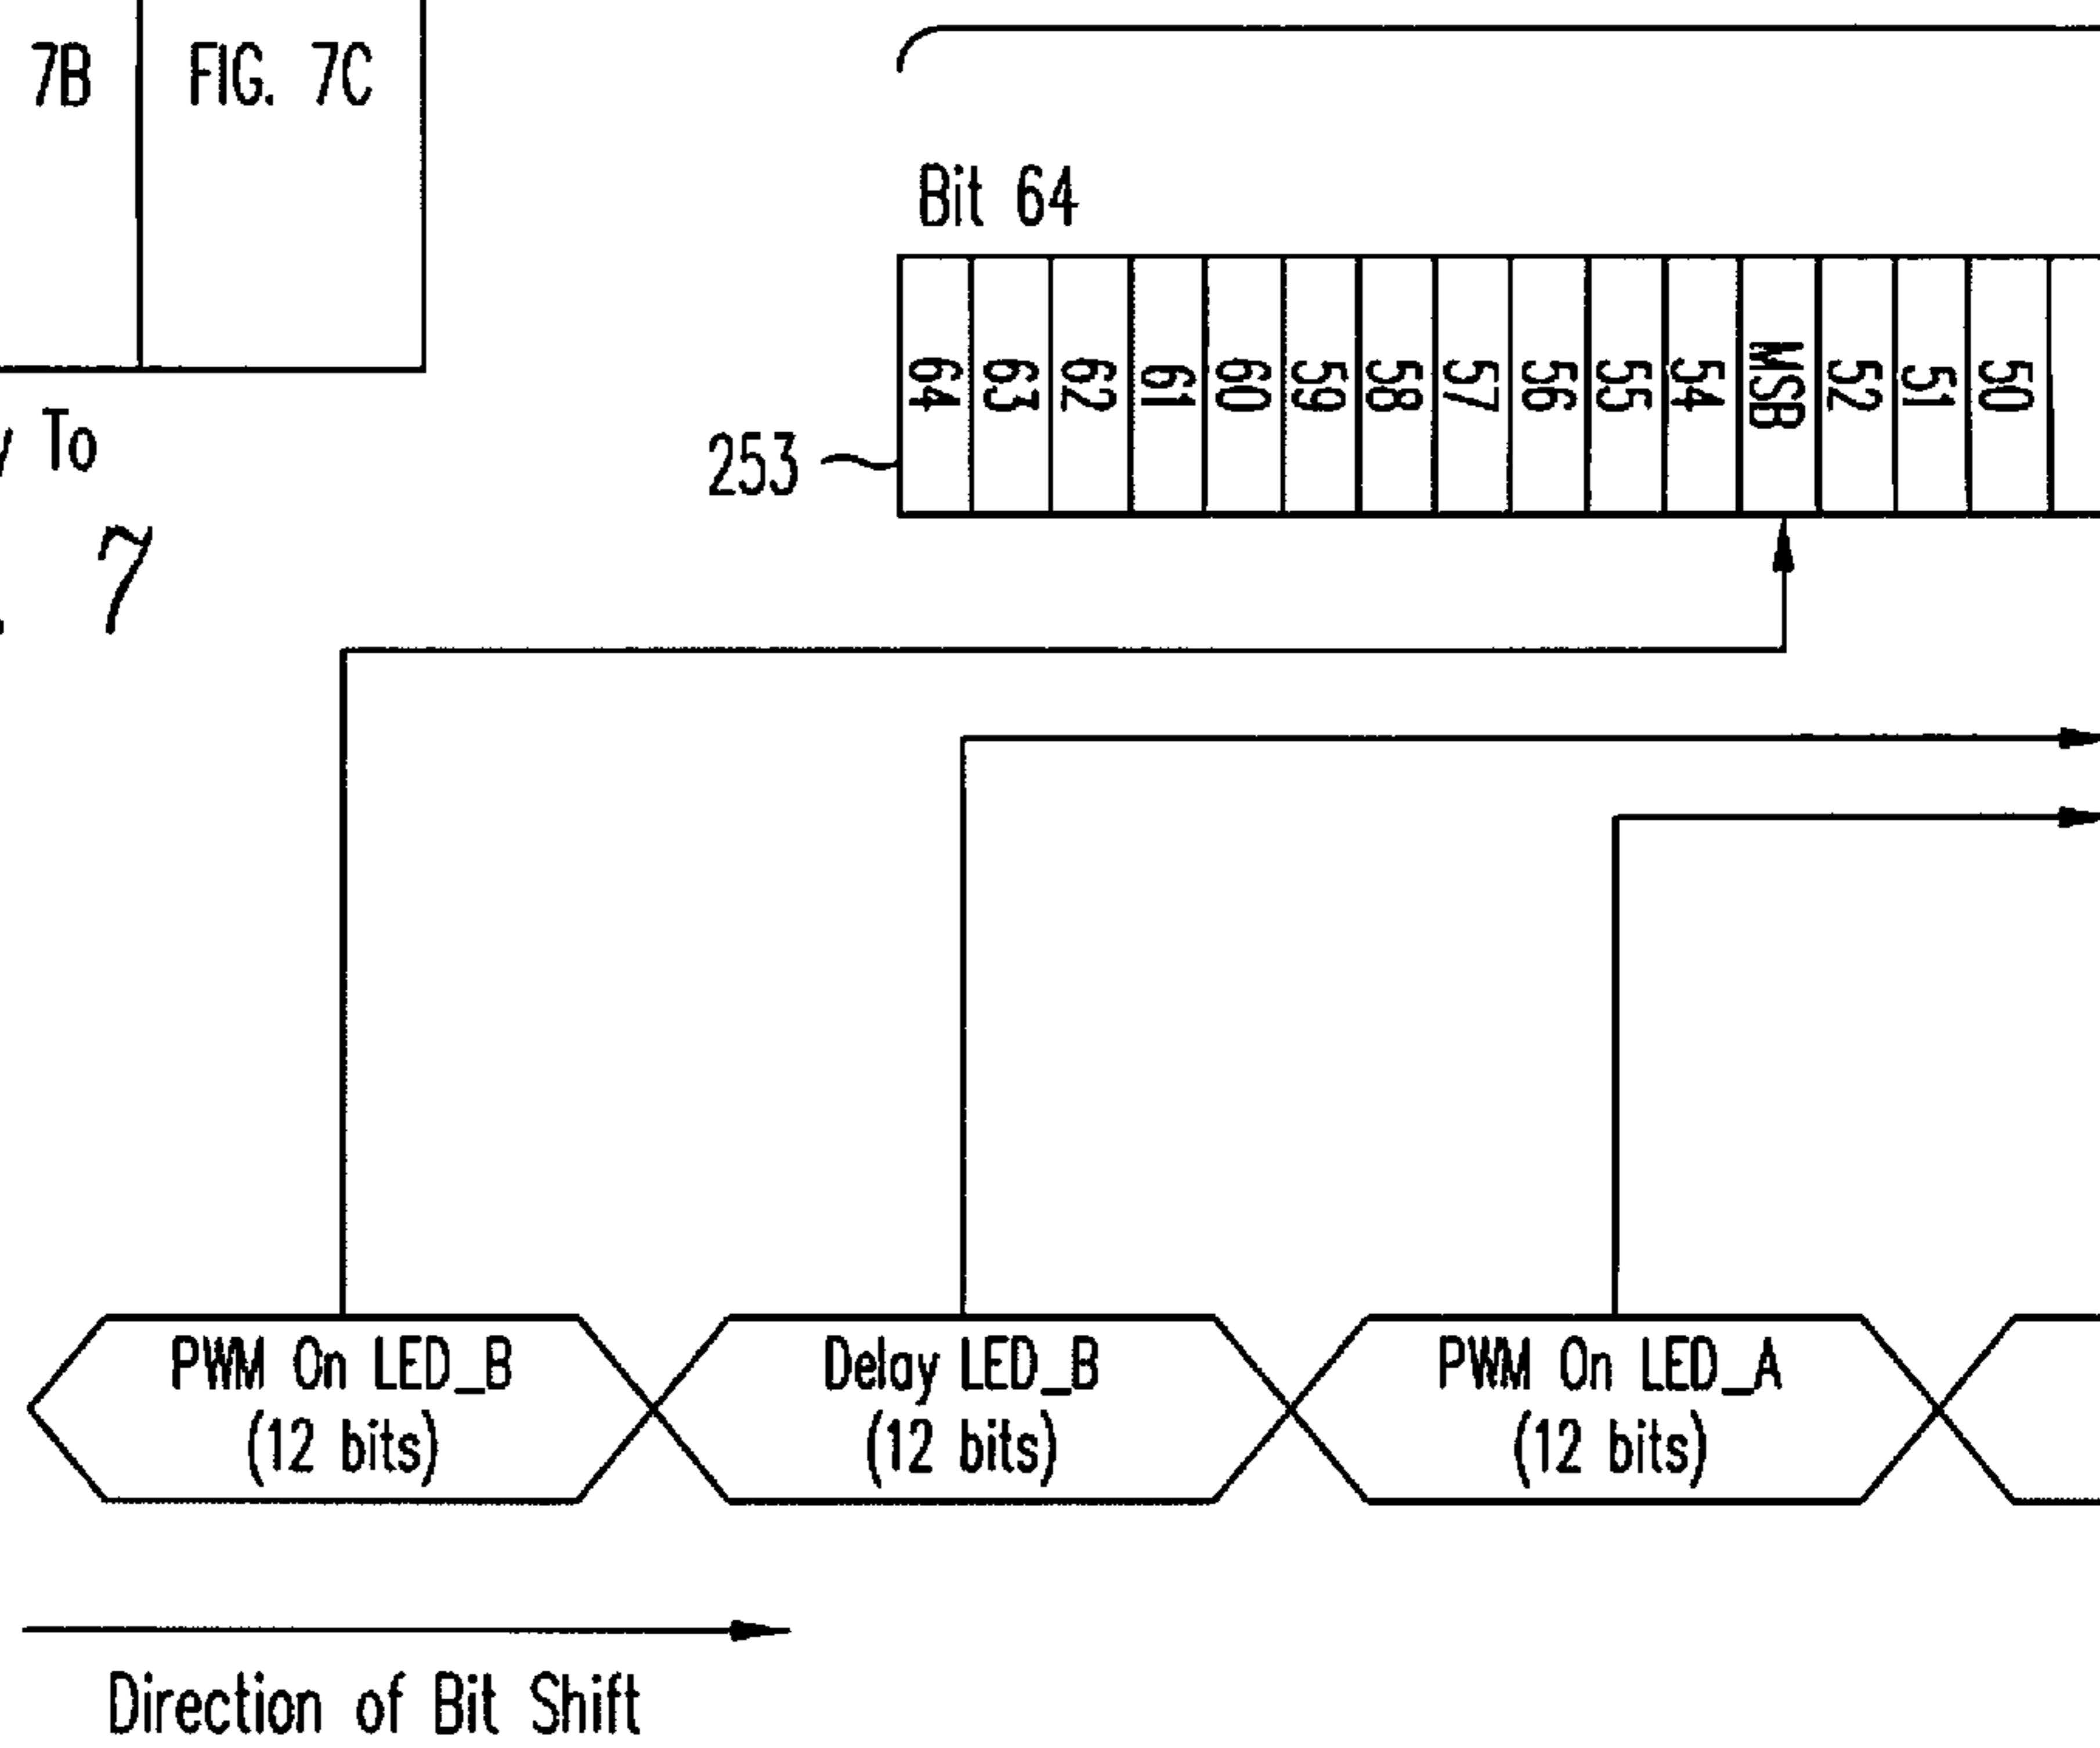 7B FIG. 7C
Bit 64
64 63 62 61 60 59 58 57 56 55 54 MSB 52 51 50
To
253
7
PWM On LED_B
(12 bits)
Delay LED_B
(12 bits)
PWM On LED_A
(12 bits)
Direction of Bit Shift